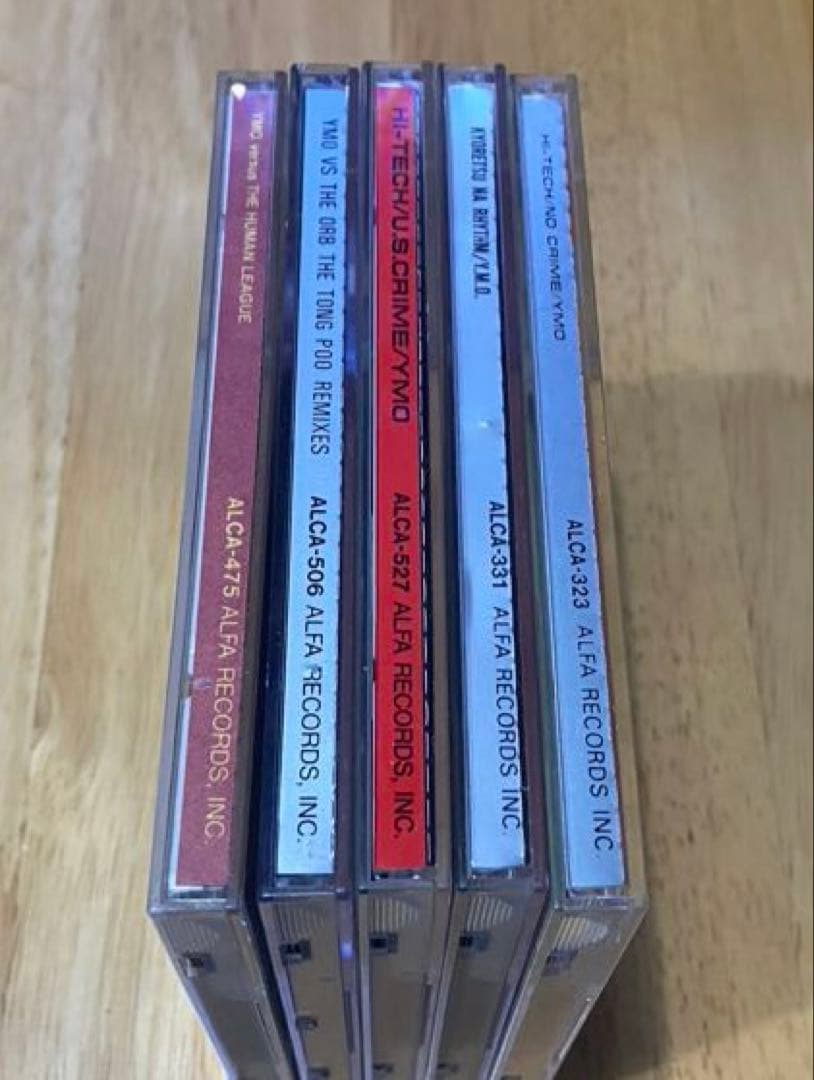 YMO versus THE HUMAN LEAGUE ALCA-475 ALFA RECORDS, INC.
YMO VS THE ORB THE TONG POO REMIXES ALCA-506 ALFA RECORDS, INC.
HI-TECH/U.S.CRIME/YMO ALCA-527 ALFA RECORDS, INC.
KYORETSU NA RHYTHM/Y.M.O. ALCA-331 ALFA RECORDS INC.
HI-TECH/NO CRIME/YMO ALCA-323 ALFA RECORDS INC.